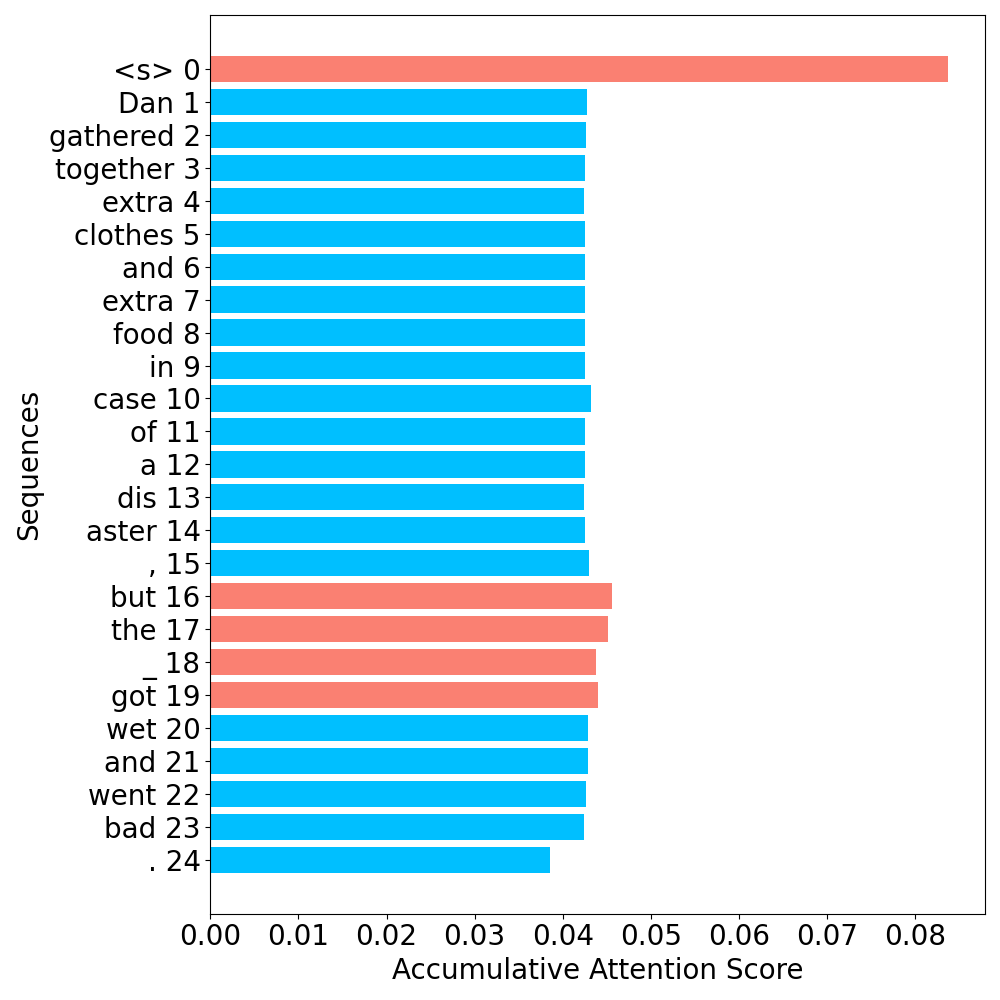 <s> 0
Dan 1
gathered 2
together 3
extra 4
clothes 5
and 6
extra 7
food 8
in 9
case 10
of 11
a 12
dis 13
aster 14
, 15
but 16
the 17
_ 18
got 19
wet 20
and 21
went 22
bad 23
. 24
Sequences
0.00 0.01 0.02 0.03 0.04 0.05 0.06 0.07 0.08
Accumulative Attention Score